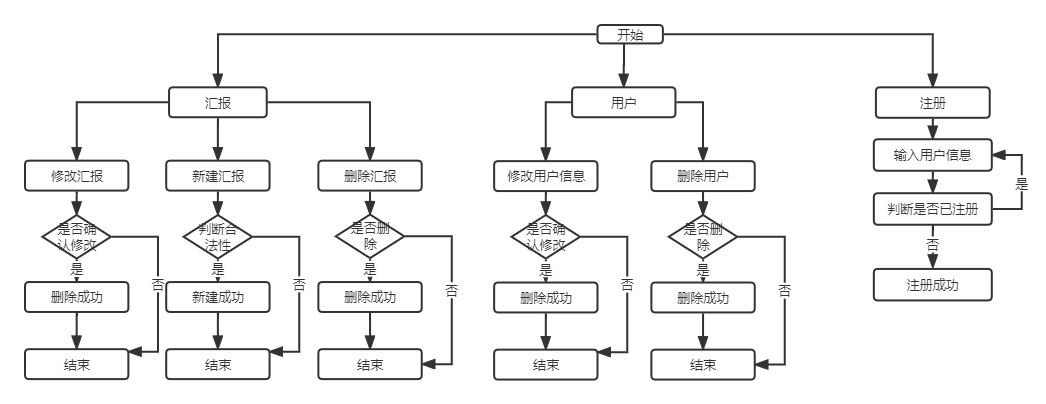 开始
汇报
用户
注册
输入用户信息
修改汇报
新建汇报
删除汇报
修改用户信息
删除用户
是
判断是否已注册
是否确
认修改
判断合
法性
是否删
除
是否确
认修改
是否删
除
否
是
是
是
是
是
否
否
否
否
否
删除成功
新建成功
删除成功
删除成功
删除成功
注册成功
结束
结束
结束
结束
结束